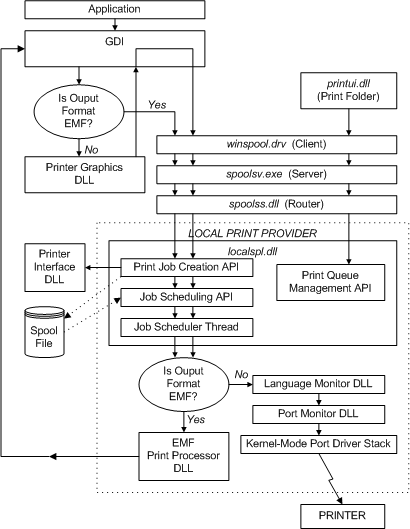 Application
GDI
Is Ouput
Format
EMF?
Yes
No
Printer Graphics
DLL
printui.dll
(Print Folder)
winspool.drv (Client)
spoolsv.exe (Server)
spoolss.dll (Router)
LOCAL PRINT PROVIDER
localspl.dll
Printer
Interface
DLL
Print Job Creation API
Print Queue
Management API
Job Scheduling API
Spool
File
Job Scheduler Thread
Is Ouput
Format
EMF?
No
Yes
Language Monitor DLL
Port Monitor DLL
Kernel-Mode Port Driver Stack
EMF
Print Processor
DLL
PRINTER